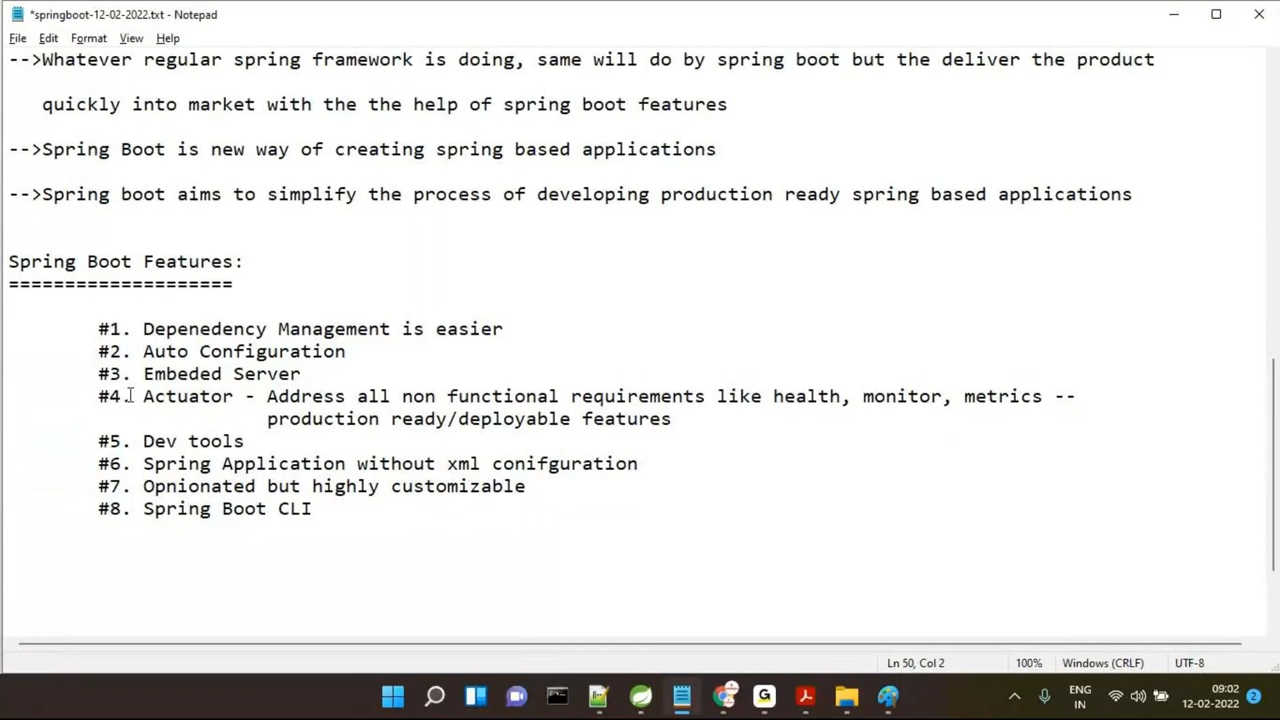 *springboot-12-02-2022.txt - Notepad
File Edit Format View Help
-->Whatever regular spring framework is doing, same will do by spring boot but the deliver the product
quickly into market with the the help of spring boot features
-->Spring Boot is new way of creating spring based applications
-->Spring boot aims to simplify the process of developing production ready spring based applications
Spring Boot Features:
====================
#1. Depenedency Management is easier
#2. Auto Configuration
#3. Embeded Server
#4. Actuator - Address all non functional requirements like health, monitor, metrics --
production ready/deployable features
#5. Dev tools
#6. Spring Application without xml conifguration
#7. Opnionated but highly customizable
#8. Spring Boot CLI
Ln 50, Col 2 100% Windows (CRLF) UTF-8
ENG 09:02
IN 12-02-2022 2